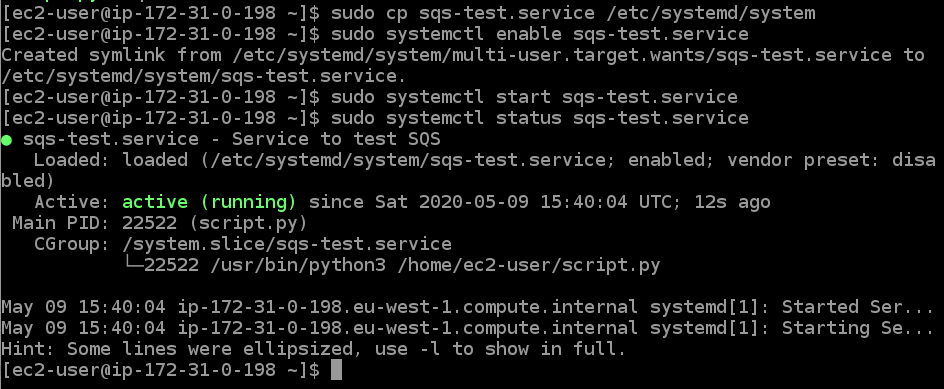 [ec2-user@ip-172-31-0-198 ~]$ sudo cp sqs-test.service /etc/systemd/system
[ec2-user@ip-172-31-0-198 ~]$ sudo systemctl enable sqs-test.service
Created symlink from /etc/systemd/system/multi-user.target.wants/sqs-test.service to
/etc/systemd/system/sqs-test.service.
[ec2-user@ip-172-31-0-198 ~]$ sudo systemctl start sqs-test.service
[ec2-user@ip-172-31-0-198 ~]$ sudo systemctl status sqs-test.service
● sqs-test.service - Service to test SQS
   Loaded: loaded (/etc/systemd/system/sqs-test.service; enabled; vendor preset: disa
bled)
   Active: active (running) since Sat 2020-05-09 15:40:04 UTC; 12s ago
 Main PID: 22522 (script.py)
   CGroup: /system.slice/sqs-test.service
           └─22522 /usr/bin/python3 /home/ec2-user/script.py

May 09 15:40:04 ip-172-31-0-198.eu-west-1.compute.internal systemd[1]: Started Ser...
May 09 15:40:04 ip-172-31-0-198.eu-west-1.compute.internal systemd[1]: Starting Se...
Hint: Some lines were ellipsized, use -l to show in full.
[ec2-user@ip-172-31-0-198 ~]$